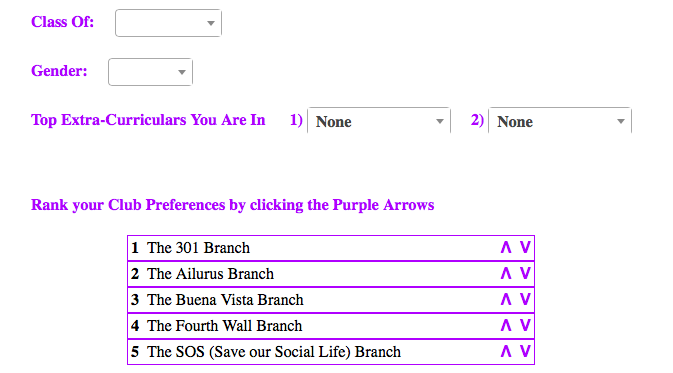 Class Of:
Gender:
Top Extra-Curriculars You Are In 1) None 2) None
Rank your Club Preferences by clicking the Purple Arrows
1 The 301 Branch
2 The Ailurus Branch
3 The Buena Vista Branch
4 The Fourth Wall Branch
5 The SOS (Save our Social Life) Branch